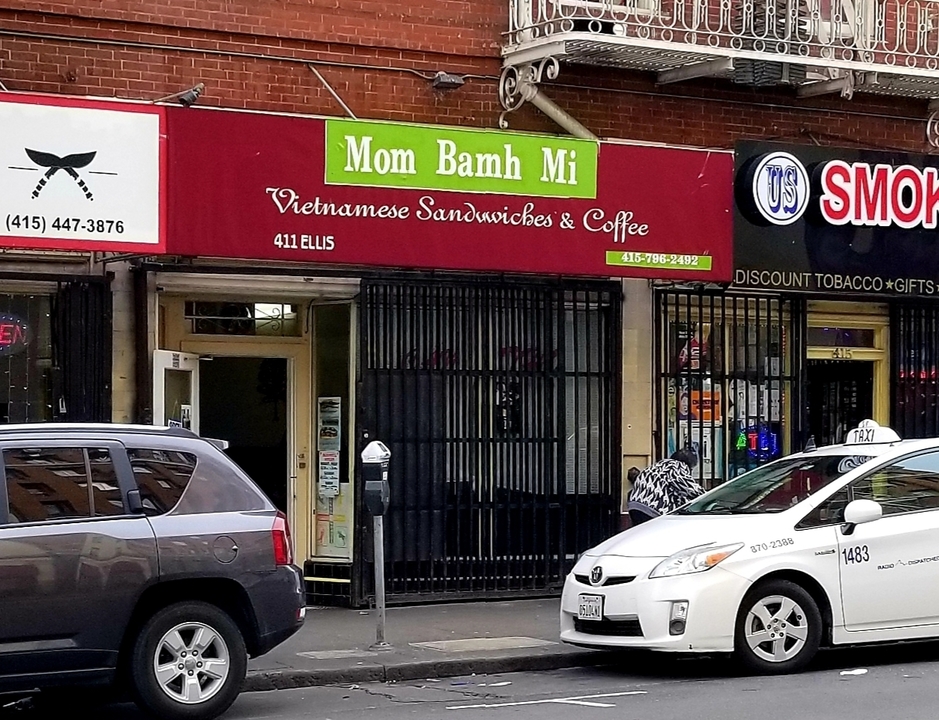 (415) 447-3876
Mom Bamh Mi
Vietnamese Sandwiches & Coffee
411 ELLIS
415-796-2492
US
SMOK
DISCOUNT TOBACCO★GIFTS★
EN
415
TAXI
870-2388
1483
RADIO DISPATCHED